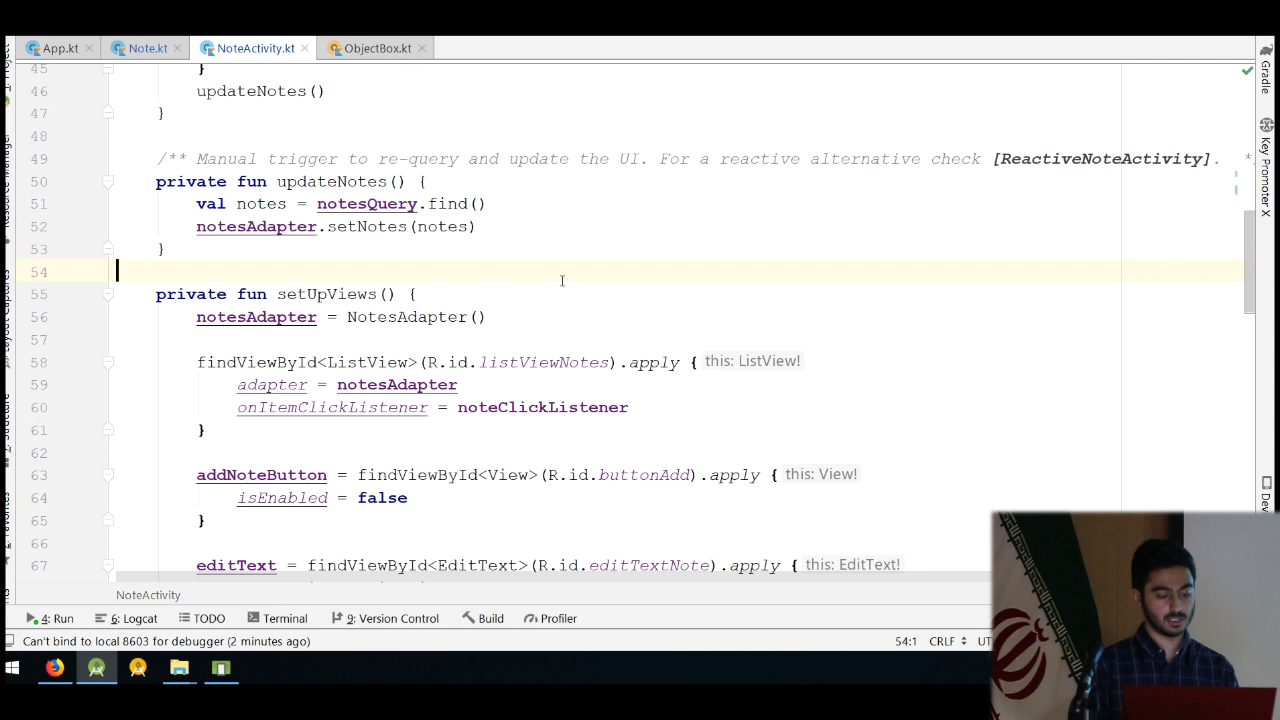 App.kt
Note.kt
NoteActivity.kt
ObjectBox.kt
45 }
46 updateNotes()
47 }
48
49 /** Manual trigger to re-query and update the UI. For a reactive alternative check [ReactiveNoteActivity]. *
50 private fun updateNotes() {
51 val notes = notesQuery.find()
52 notesAdapter.setNotes(notes)
53 }
54
55 private fun setUpViews() {
56 notesAdapter = NotesAdapter()
57
58 findViewById<ListView>(R.id.listViewNotes).apply { this: ListView!
59 adapter = notesAdapter
60 onItemClickListener = noteClickListener
61 }
62
63 addNoteButton = findViewById<View>(R.id.buttonAdd).apply { this: View!
64 isEnabled = false
65 }
66
67 editText = findViewById<EditText>(R.id.editTextNote).apply { this: EditText!
NoteActivity
Gradle
Key Promoter X
4: Run
6: Logcat
TODO
Terminal
9: Version Control
Build
Profiler
Can't bind to local 8603 for debugger (2 minutes ago)
54:1
CRLF